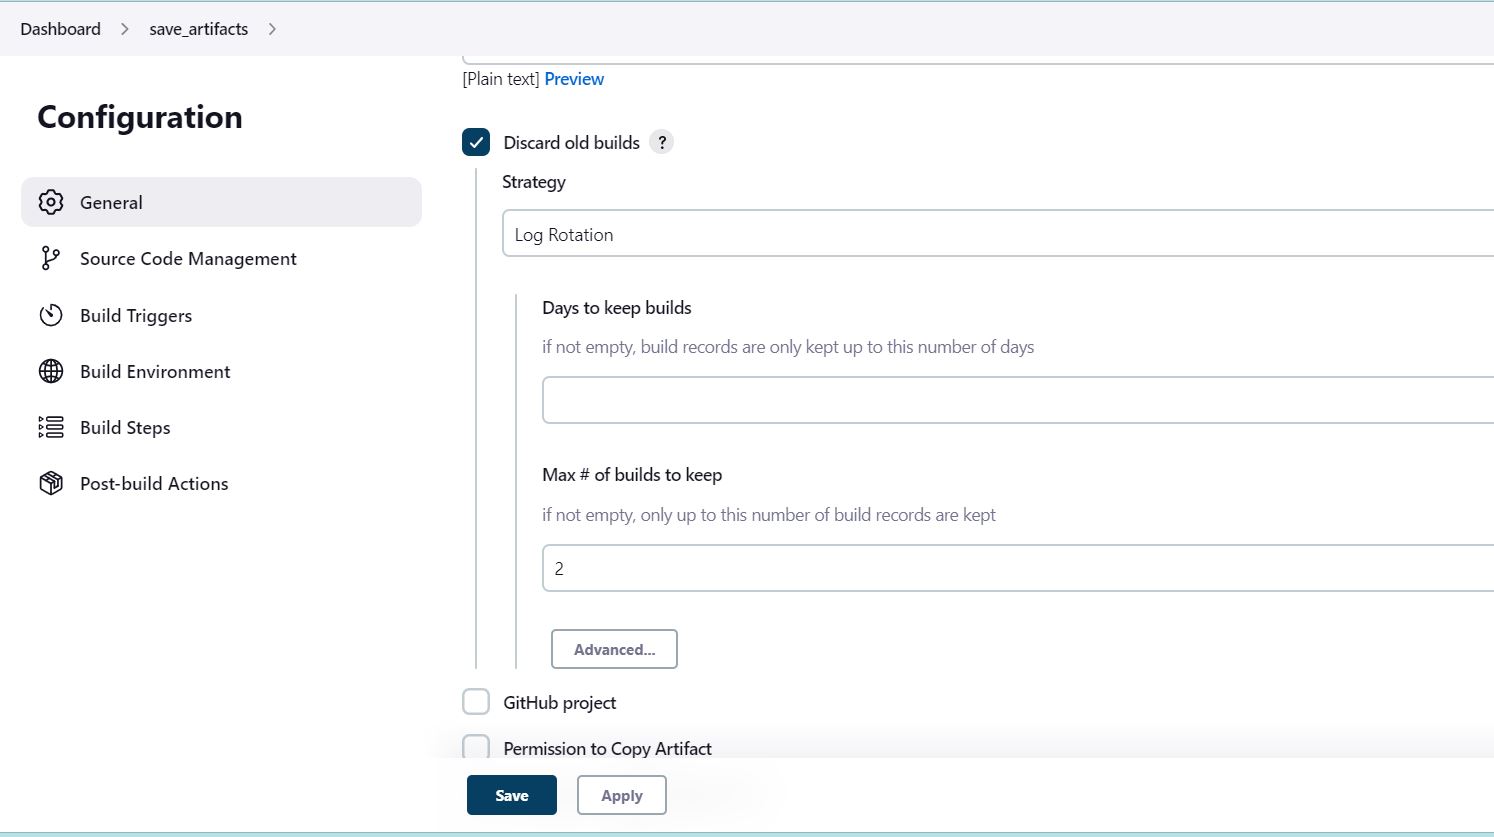 Dashboard > save_artifacts >
[Plain text] Preview
Configuration
General
Source Code Management
Build Triggers
Build Environment
Build Steps
Post-build Actions
Discard old builds ?
Strategy
Log Rotation
Days to keep builds
if not empty, build records are only kept up to this number of days
Max # of builds to keep
if not empty, only up to this number of build records are kept
2
Advanced...
GitHub project
Permission to Copy Artifact
Save Apply